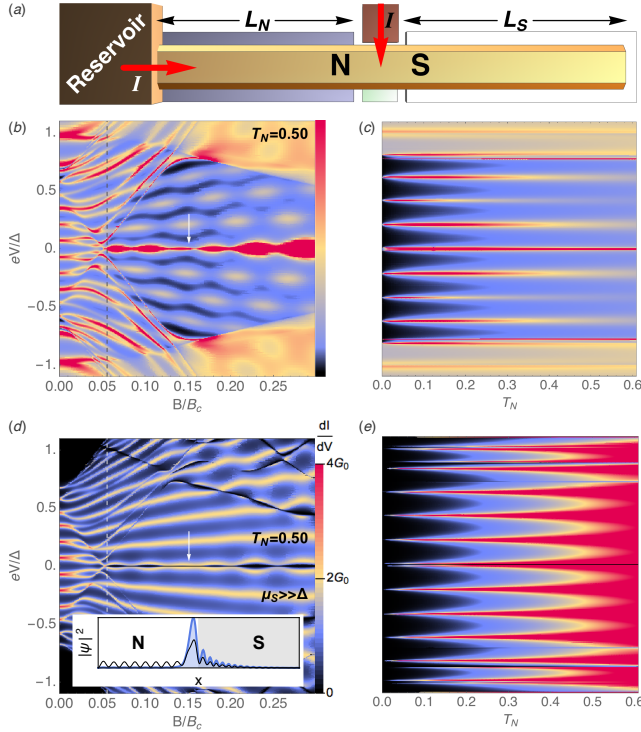 (a)
L_N
L_S
Reservoir
I
I
N S
(b)
T_N=0.50
eV/Δ
1.
0.5
0.
−0.5
−1.
0.00 0.05 0.10 0.15 0.20 0.25
B/B_c
(c)
0. 0.1 0.2 0.3 0.4 0.5 0.6
T_N
(d)
eV/Δ
1.
0.5
0.
−0.5
−1.
T_N=0.50
μ_S>>Δ
|ψ|²
N S
x
0.00 0.05 0.10 0.15 0.20 0.25
B/B_c
dI
dV
4G₀
2G₀
0
(e)
0. 0.1 0.2 0.3 0.4 0.5 0.6
T_N